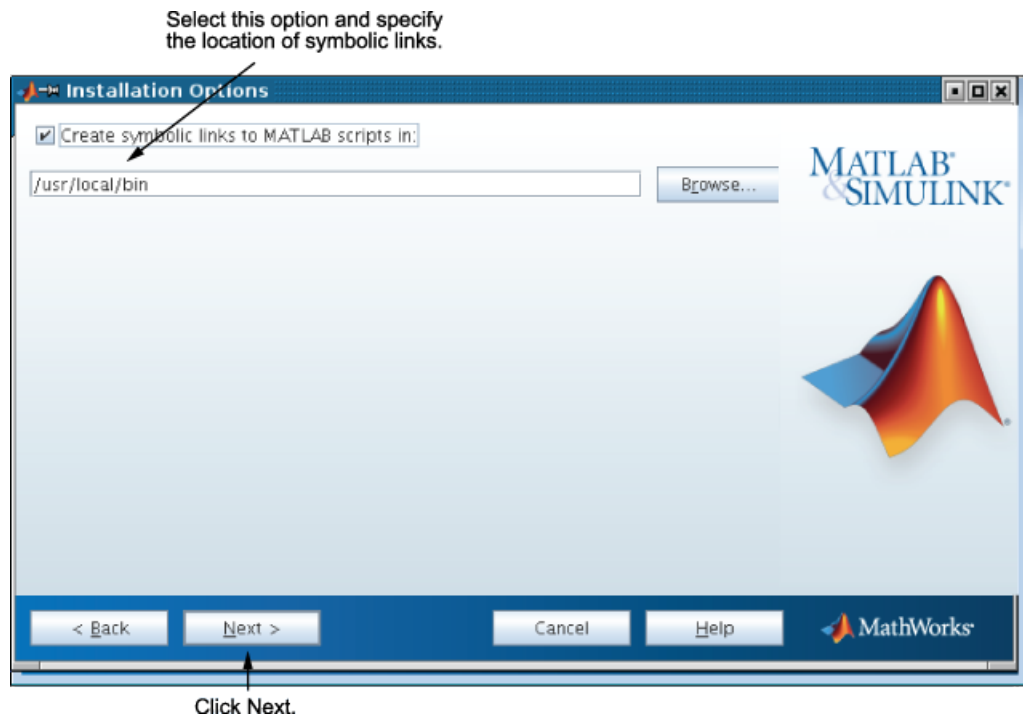 Select this option and specify
the location of symbolic links.
Installation Options
Create symbolic links to MATLAB scripts in:
/usr/local/bin
Browse...
MATLAB®
&SIMULINK®
®
< Back
Next >
Cancel
Help
MathWorks®
Click Next.